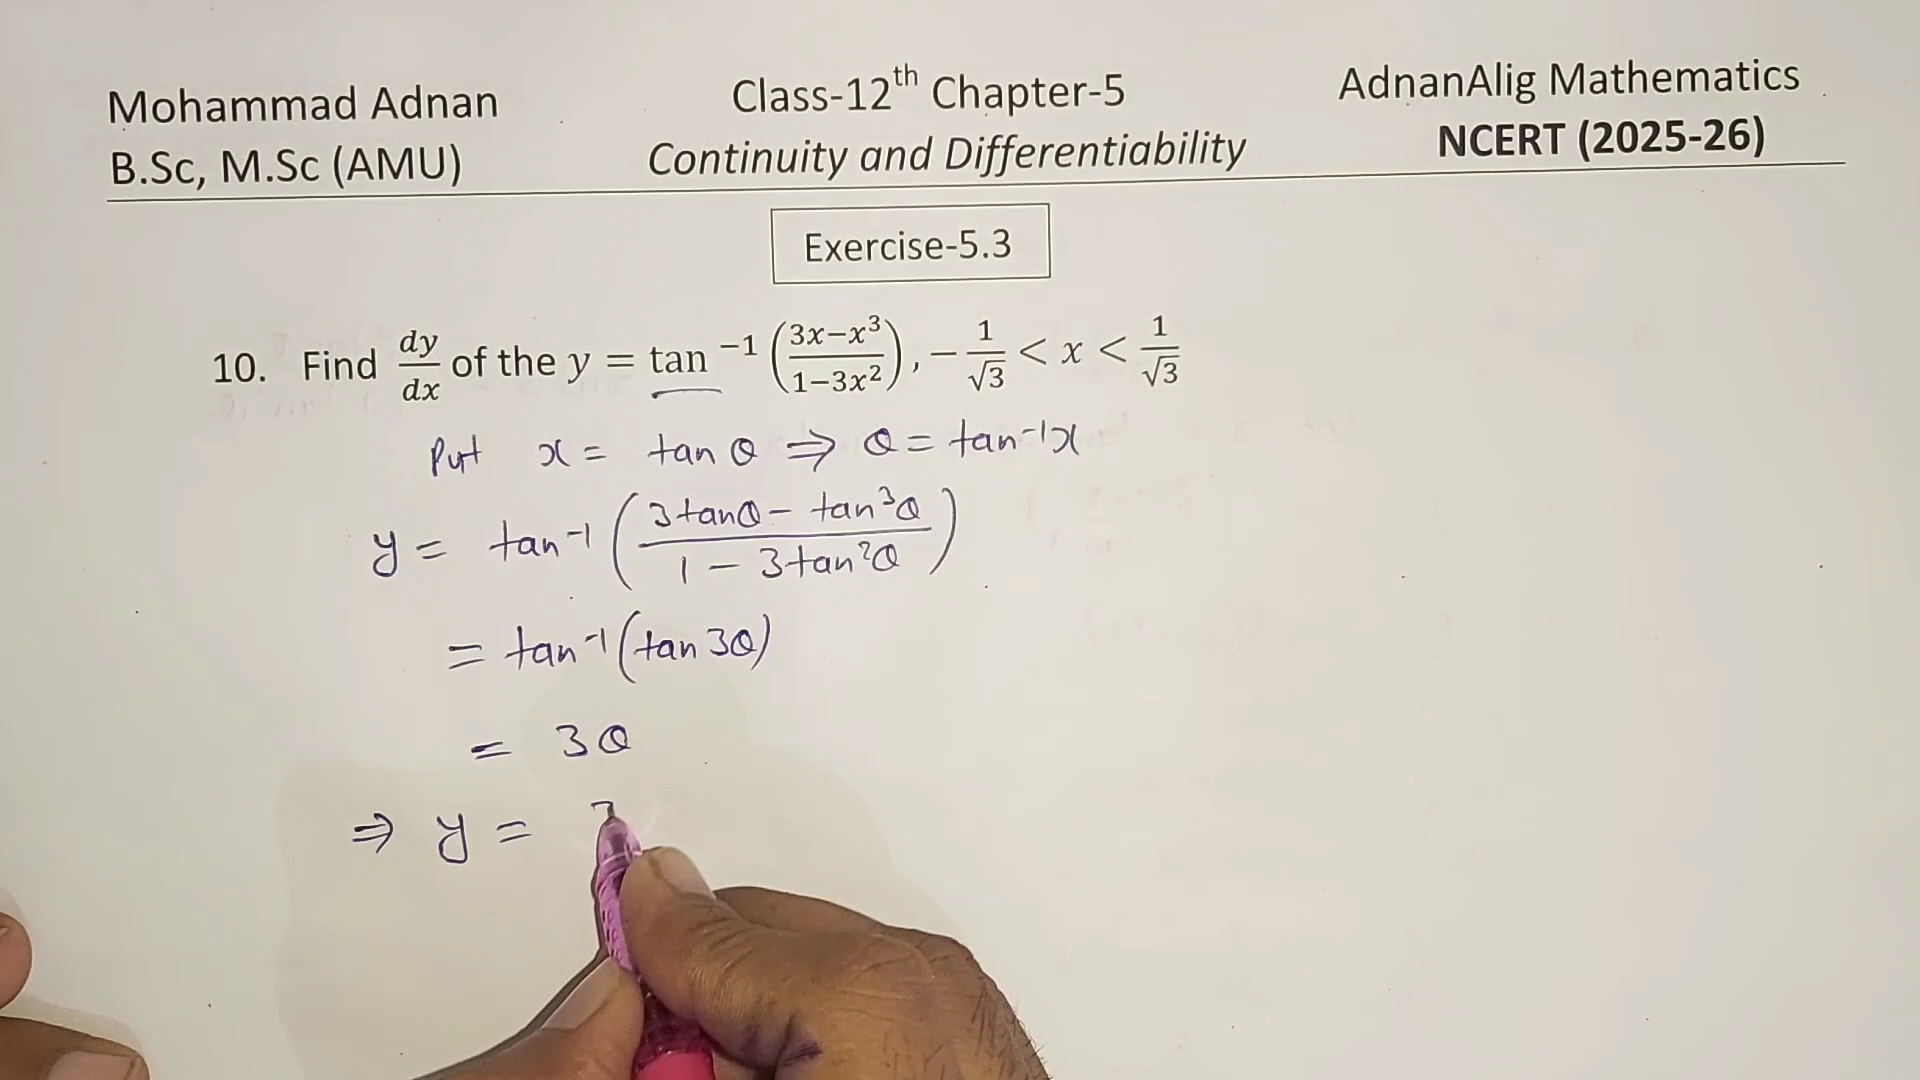 Mohammad Adnan
B.Sc, M.Sc (AMU)
Class-12th Chapter-5
Continuity and Differentiability
AdnanAlig Mathematics
NCERT (2025-26)
Exercise-5.3
10. Find dy/dx of the y = tan⁻¹((3x−x³)/(1−3x²)), −1/√3 < x < 1/√3
Put x = tan θ ⇒ θ = tan⁻¹x
y = tan⁻¹((3tanθ − tan³θ)/(1 − 3tan²θ))
= tan⁻¹(tan 3θ)
= 3θ
⇒ y =